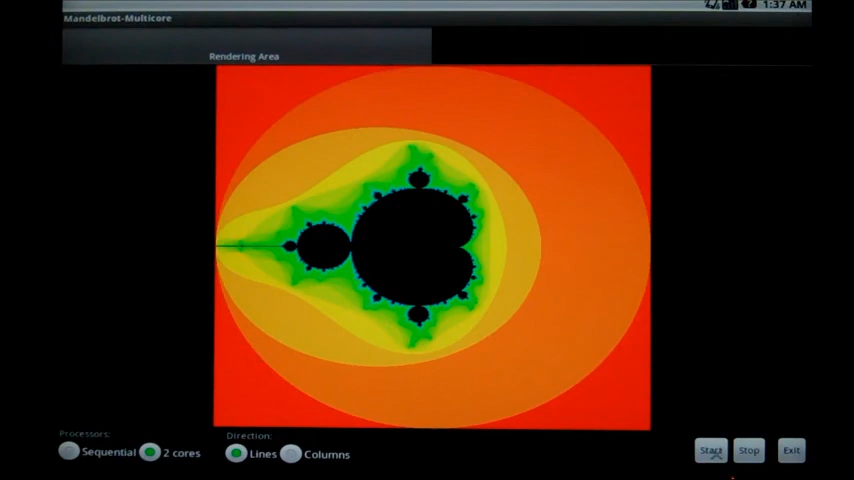 1:37 AM
Mandelbrot-Multicore
Rendering Area
Processors:
Sequential 2 cores
Direction:
Lines Columns
Start Stop Exit